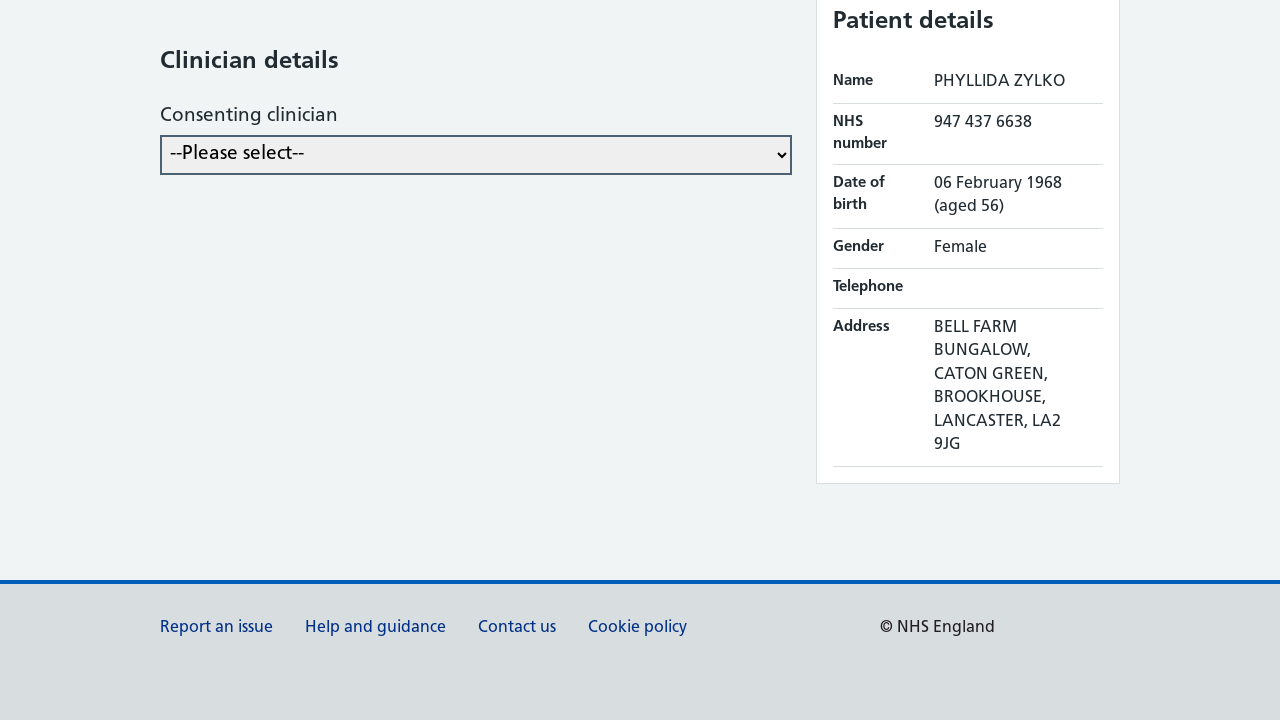 Clinician details
Consenting clinician
--Please select--
Patient details
Name PHYLLIDA ZYLKO
NHS number 947 437 6638
Date of birth 06 February 1968 (aged 56)
Gender Female
Telephone
Address BELL FARM
BUNGALOW,
CATON GREEN,
BROOKHOUSE,
LANCASTER, LA2
9JG
Report an issue Help and guidance Contact us Cookie policy © NHS England